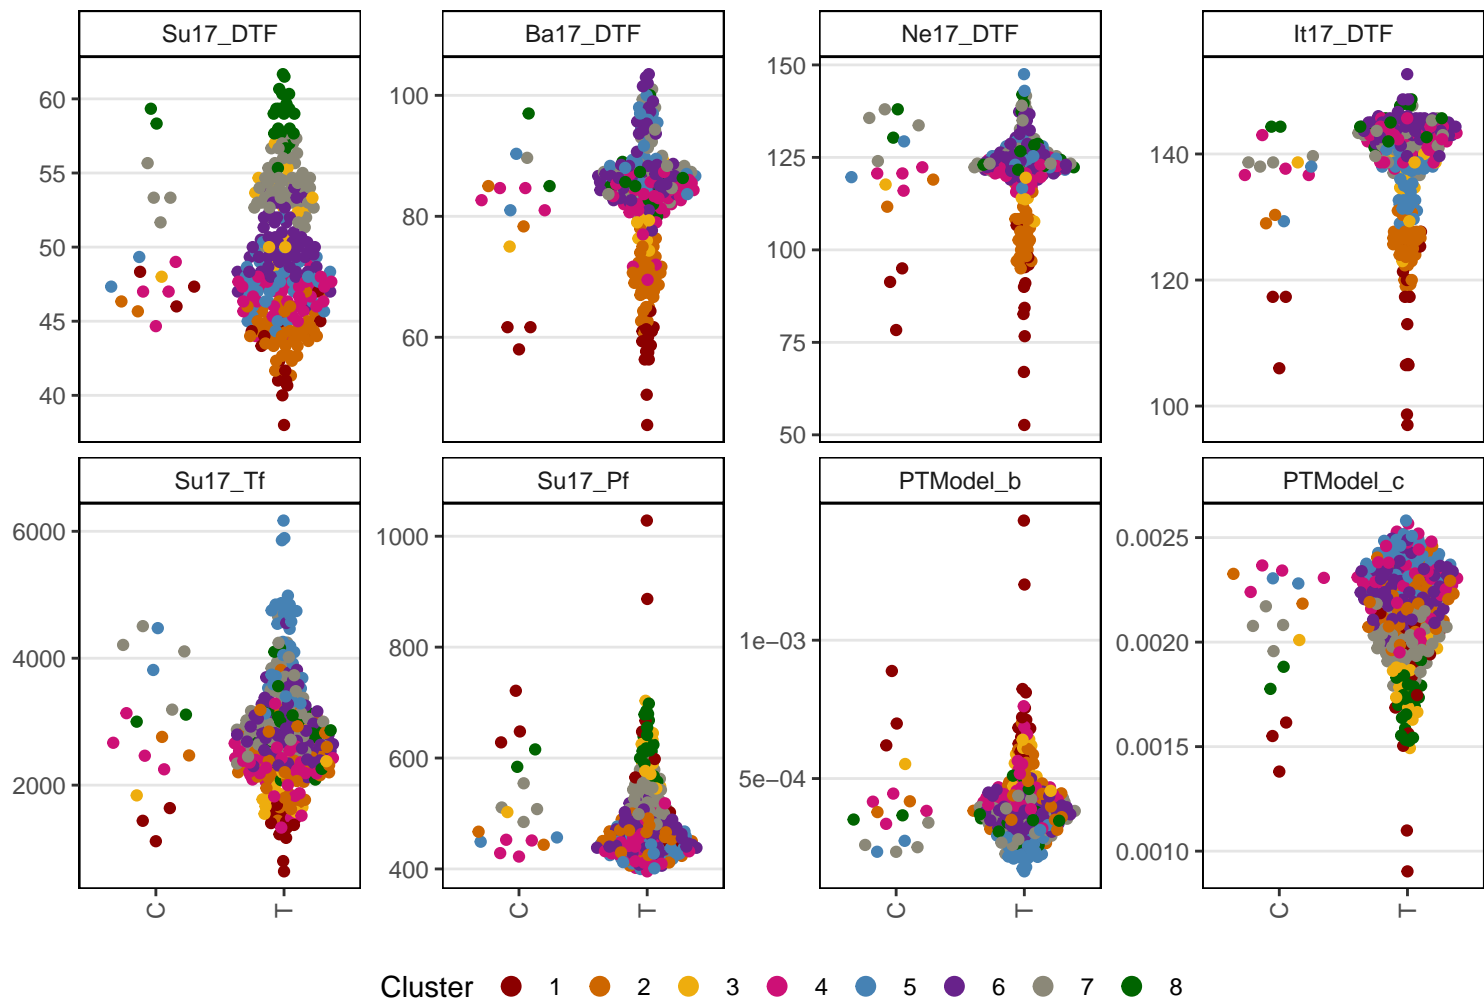 Su17_DTF Ba17_DTF Ne17_DTF It17_DTF
60 55 50 45 40
100 80 60
150 125 100 75 50
140 120 100
Su17_Tf Su17_Pf PTModel_b PTModel_c
6000 4000 2000
1000 800 600 400
1e-03 5e-04
0.0025 0.0020 0.0015 0.0010
C T C T C T C T
Cluster 1 2 3 4 5 6 7 8